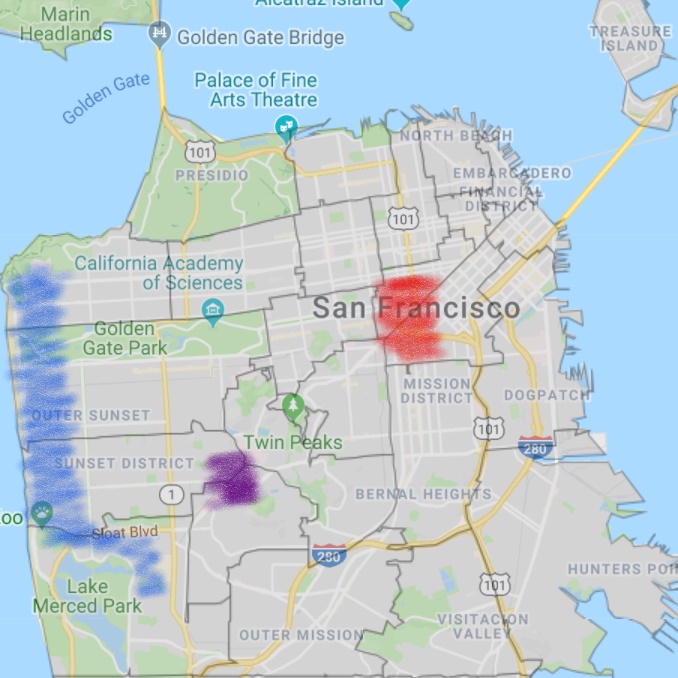 Alcatraz Island
Marin
Headlands
Golden Gate Bridge
TREASURE
ISLAND
Golden Gate
Palace of Fine
Arts Theatre
101
PRESIDIO
NORTH BEACH
EMBARCADERO
FINANCIAL
DISTRICT
101
California Academy
of Sciences
San Francisco
Golden
Gate Park
MISSION
DISTRICT
DOGPATCH
OUTER SUNSET
Twin Peaks
101
280
SUNSET DISTRICT
1
BERNAL HEIGHTS
oo
Sloat Blvd
280
HUNTERS POI
Lake
Merced Park
101
OUTER MISSION
VISITACION
VALLEY